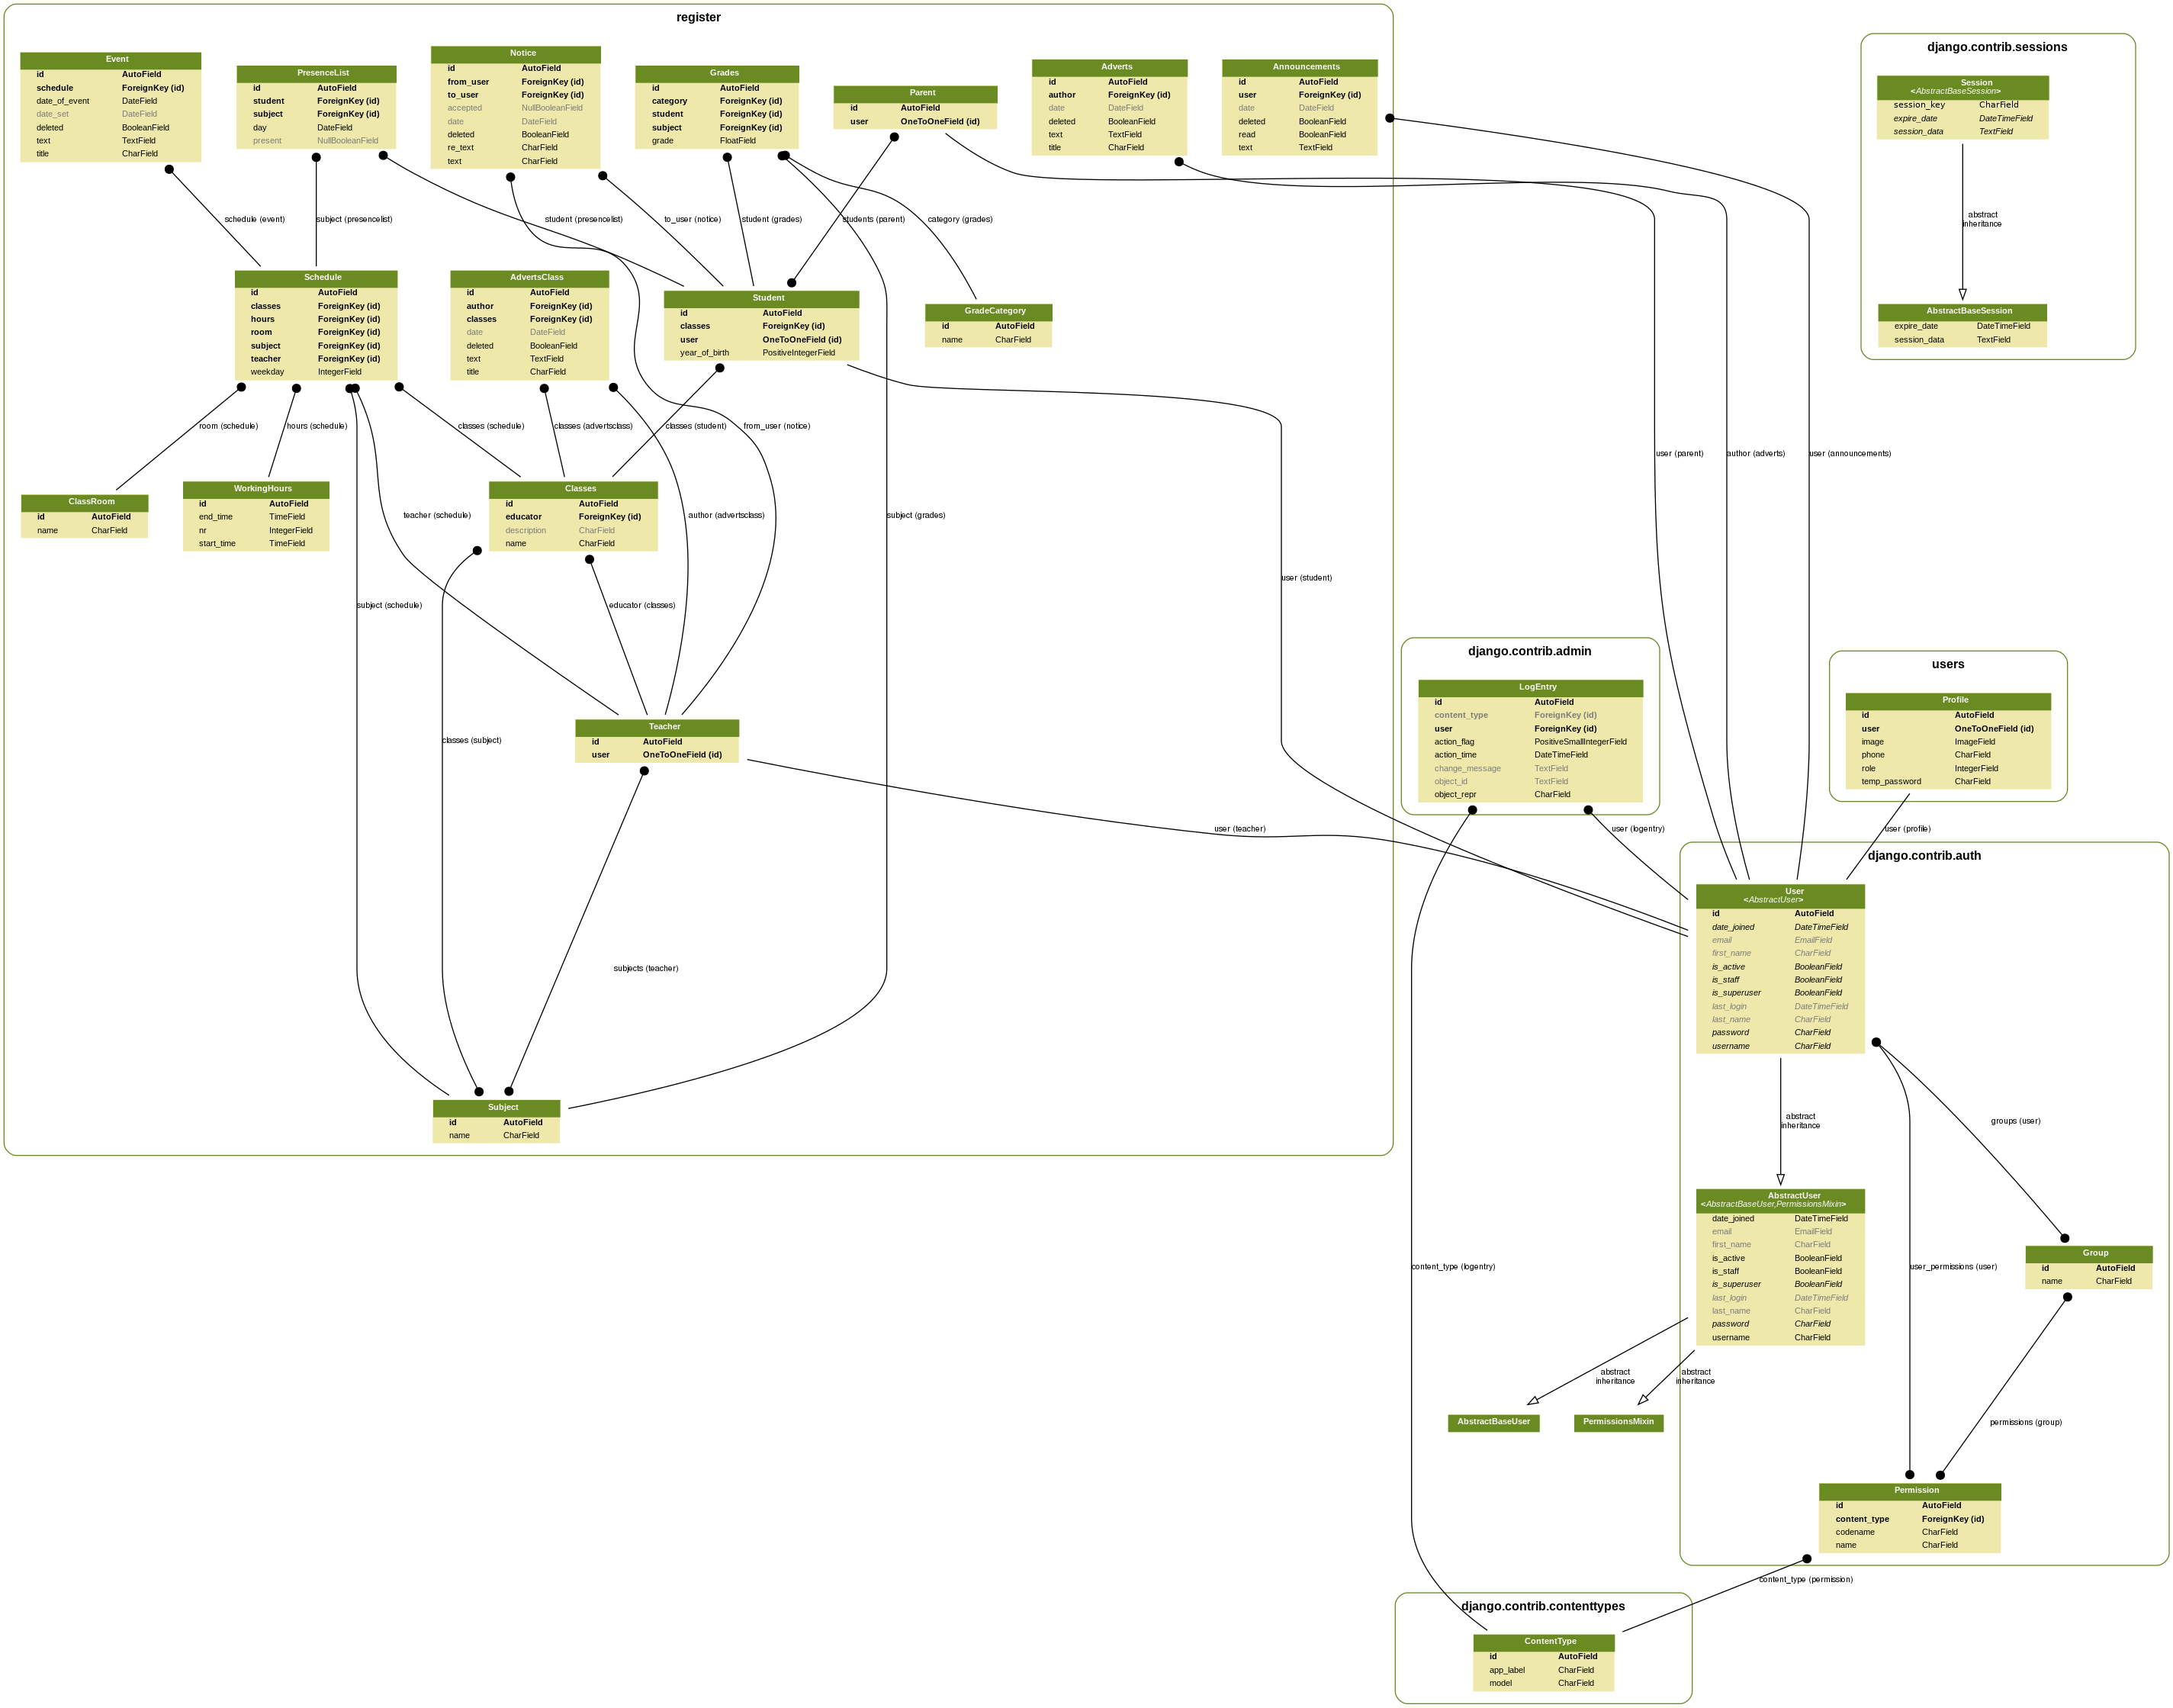 register
Event
id AutoField
schedule ForeignKey (id)
date_of_event DateField
date_set DateField
deleted BooleanField
text TextField
title CharField
PresenceList
id AutoField
student ForeignKey (id)
subject ForeignKey (id)
day DateField
present NullBooleanField
Notice
id AutoField
from_user ForeignKey (id)
to_user ForeignKey (id)
accepted NullBooleanField
date DateField
deleted BooleanField
re_text CharField
text CharField
Grades
id AutoField
category ForeignKey (id)
student ForeignKey (id)
subject ForeignKey (id)
grade FloatField
Parent
id AutoField
user OneToOneField (id)
Adverts
id AutoField
author ForeignKey (id)
date DateField
deleted BooleanField
text TextField
title CharField
Announcements
id AutoField
user ForeignKey (id)
date DateField
deleted BooleanField
read BooleanField
text TextField
django.contrib.sessions
Session
<AbstractBaseSession>
session_key CharField
expire_date DateTimeField
session_data TextField
abstract
inheritance
AbstractBaseSession
expire_date DateTimeField
session_data TextField
schedule (event)
subject (presencelist)
student (presencelist)
to_user (notice)
student (grades)
students (parent)
category (grades)
Schedule
id AutoField
classes ForeignKey (id)
hours ForeignKey (id)
room ForeignKey (id)
subject ForeignKey (id)
teacher ForeignKey (id)
weekday IntegerField
AdvertsClass
id AutoField
author ForeignKey (id)
classes ForeignKey (id)
date DateField
deleted BooleanField
text TextField
title CharField
Student
id AutoField
classes ForeignKey (id)
user OneToOneField (id)
year_of_birth PositiveIntegerField
GradeCategory
id AutoField
name CharField
room (schedule)
hours (schedule)
classes (schedule)
classes (advertsclass)
classes (student)
from_user (notice)
user (parent)
author (adverts)
user (announcements)
ClassRoom
id AutoField
name CharField
WorkingHours
id AutoField
end_time TimeField
nr IntegerField
start_time TimeField
Classes
id AutoField
educator ForeignKey (id)
description CharField
name CharField
teacher (schedule)
author (advertsclass)
subject (grades)
user (student)
subject (schedule)
educator (classes)
classes (subject)
Teacher
id AutoField
user OneToOneField (id)
user (teacher)
subjects (teacher)
Subject
id AutoField
name CharField
django.contrib.admin
LogEntry
id AutoField
content_type ForeignKey (id)
user ForeignKey (id)
action_flag PositiveSmallIntegerField
action_time DateTimeField
change_message TextField
object_id TextField
object_repr CharField
user (logentry)
users
Profile
id AutoField
user OneToOneField (id)
image ImageField
phone CharField
role IntegerField
temp_password CharField
user (profile)
django.contrib.auth
User
<AbstractUser>
id AutoField
date_joined DateTimeField
email EmailField
first_name CharField
is_active BooleanField
is_staff BooleanField
is_superuser BooleanField
last_login DateTimeField
last_name CharField
password CharField
username CharField
abstract
inheritance
groups (user)
AbstractUser
<AbstractBaseUser,PermissionsMixin>
date_joined DateTimeField
email EmailField
first_name CharField
is_active BooleanField
is_staff BooleanField
is_superuser BooleanField
last_login DateTimeField
last_name CharField
password CharField
username CharField
content_type (logentry)
user_permissions (user)
Group
id AutoField
name CharField
abstract
inheritance
abstract
inheritance
AbstractBaseUser
PermissionsMixin
permissions (group)
Permission
id AutoField
content_type ForeignKey (id)
codename CharField
name CharField
content_type (permission)
django.contrib.contenttypes
ContentType
id AutoField
app_label CharField
model CharField